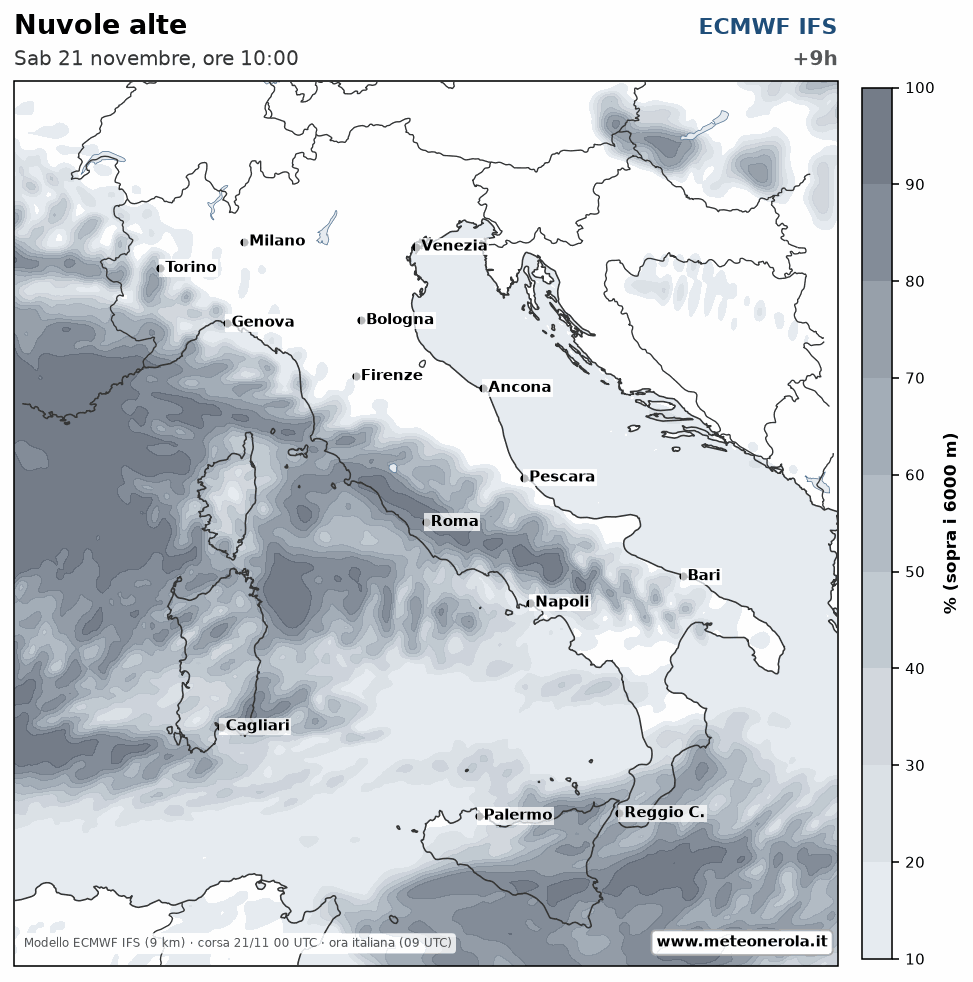 Nuvole alte
ECMWF IFS
Sab 21 novembre, ore 10:00
+9h
Milano
Venezia
Torino
Genova
Bologna
Firenze
Ancona
Pescara
Roma
Bari
Napoli
Cagliari
Palermo
Reggio C.
100
90
80
70
60
50
40
30
20
10
% (sopra i 6000 m)
Modello ECMWF IFS (9 km) · corsa 21/11 00 UTC · ora italiana (09 UTC)
www.meteonerola.it